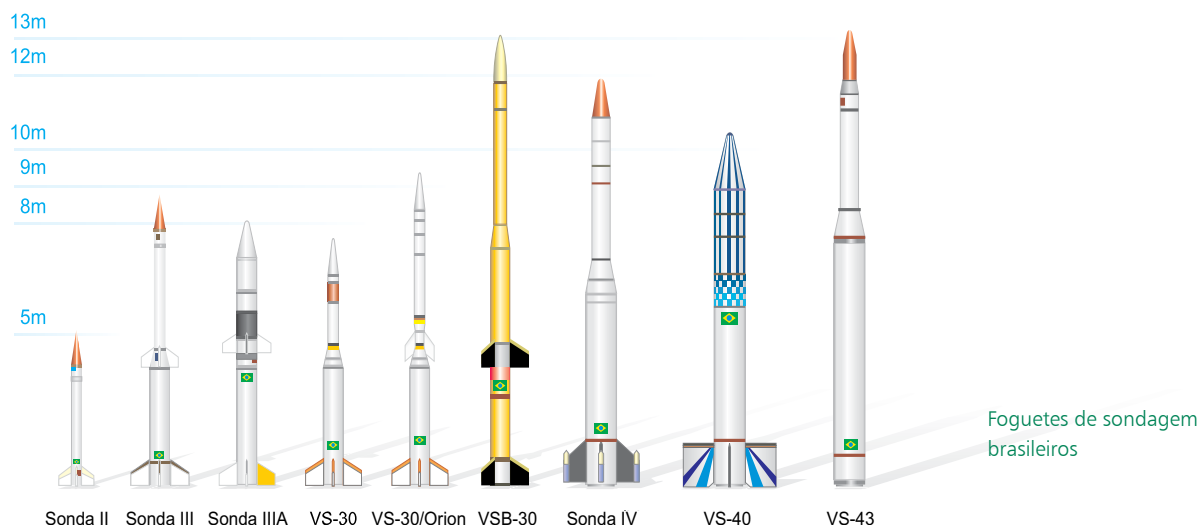 13m
12m
10m
9m
8m
5m
Foguetes de sondagem
brasileiros
Sonda II
Sonda III
Sonda IIIA
VS-30
VS-30/Orion
VSB-30
Sonda IV
VS-40
VS-43